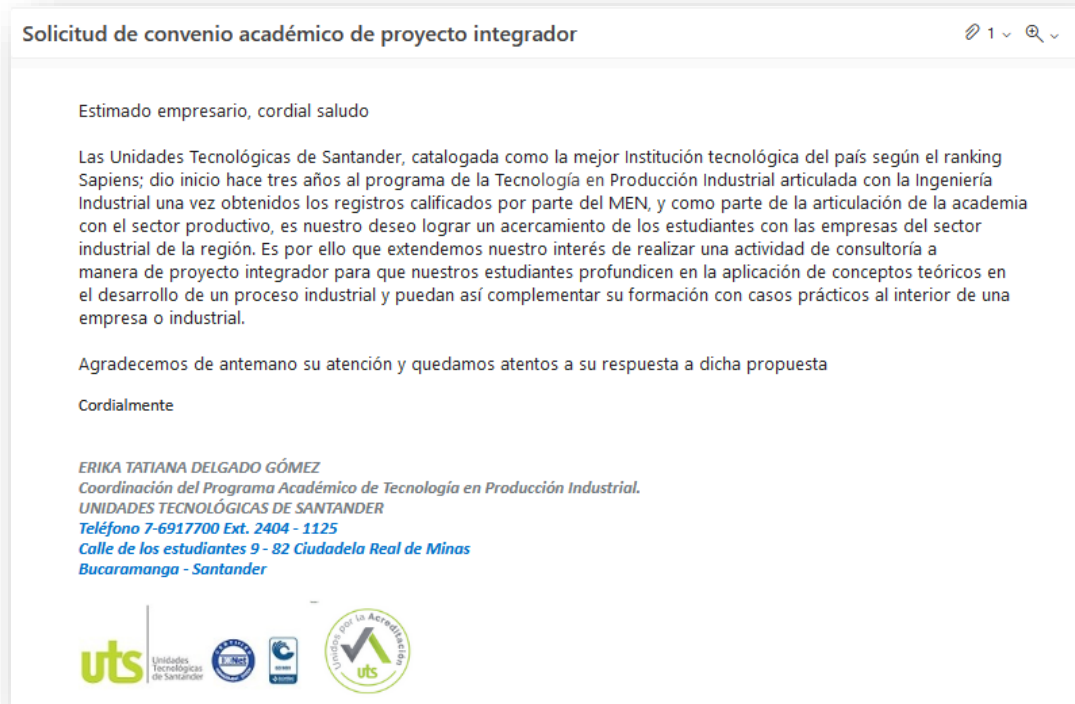 Solicitud de convenio académico de proyecto integrador
1
Estimado empresario, cordial saludo
Las Unidades Tecnológicas de Santander, catalogada como la mejor Institución tecnológica del país según el ranking
Sapiens; dio inicio hace tres años al programa de la Tecnología en Producción Industrial articulada con la Ingeniería
Industrial una vez obtenidos los registros calificados por parte del MEN, y como parte de la articulación de la academia
con el sector productivo, es nuestro deseo lograr un acercamiento de los estudiantes con las empresas del sector
industrial de la región. Es por ello que extendemos nuestro interés de realizar una actividad de consultoría a
manera de proyecto integrador para que nuestros estudiantes profundicen en la aplicación de conceptos teóricos en
el desarrollo de un proceso industrial y puedan así complementar su formación con casos prácticos al interior de una
empresa o industrial.
Agradecemos de antemano su atención y quedamos atentos a su respuesta a dicha propuesta
Cordialmente
ERIKA TATIANA DELGADO GÓMEZ
Coordinación del Programa Académico de Tecnología en Producción Industrial.
UNIDADES TECNOLÓGICAS DE SANTANDER
Teléfono 7-6917700 Ext. 2404 - 1125
Calle de los estudiantes 9 - 82 Ciudadela Real de Minas
Bucaramanga - Santander
uts
Unidades
Tecnológicas
de Santander
IQNet
Unidos por la Acreditación
uts